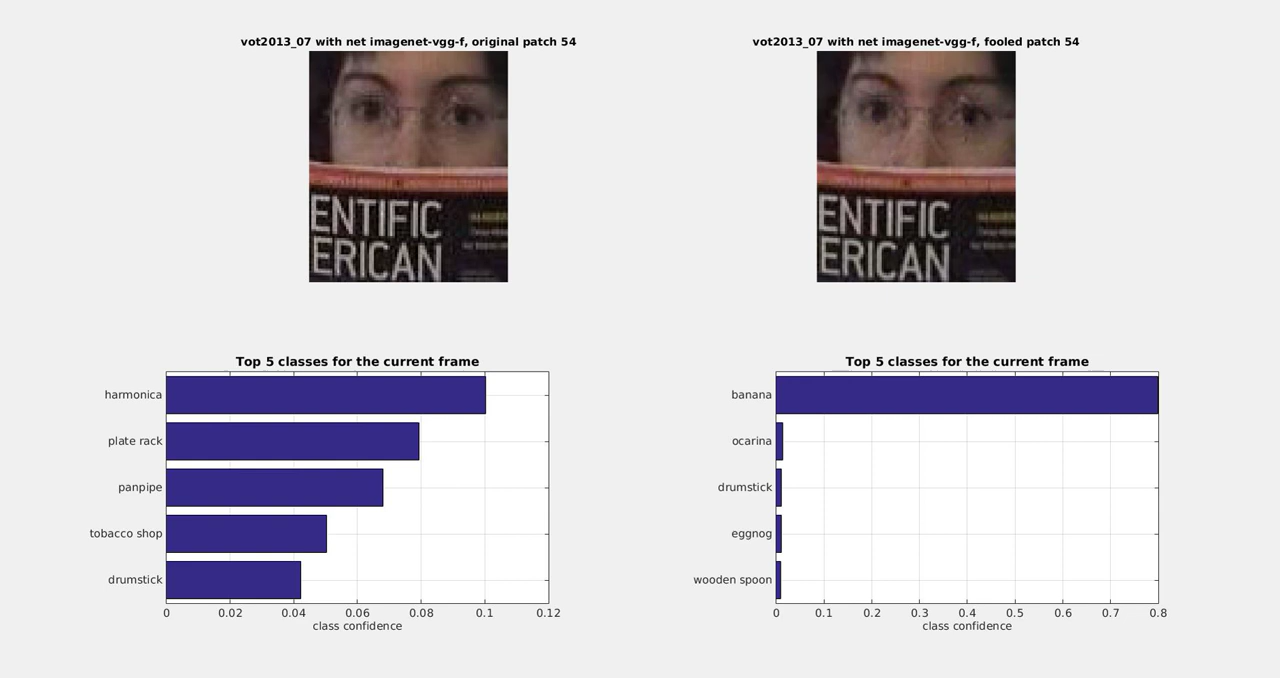 vot2013_07 with net imagenet-vgg-f, original patch 54
ENTIFIC
ERICAN
Top 5 classes for the current frame
harmonica
plate rack
panpipe
tobacco shop
drumstick
0 0.02 0.04 0.06 0.08 0.1 0.12
class confidence
vot2013_07 with net imagenet-vgg-f, fooled patch 54
ENTIFIC
ERICAN
Top 5 classes for the current frame
banana
ocarina
drumstick
eggnog
wooden spoon
0 0.1 0.2 0.3 0.4 0.5 0.6 0.7 0.8
class confidence